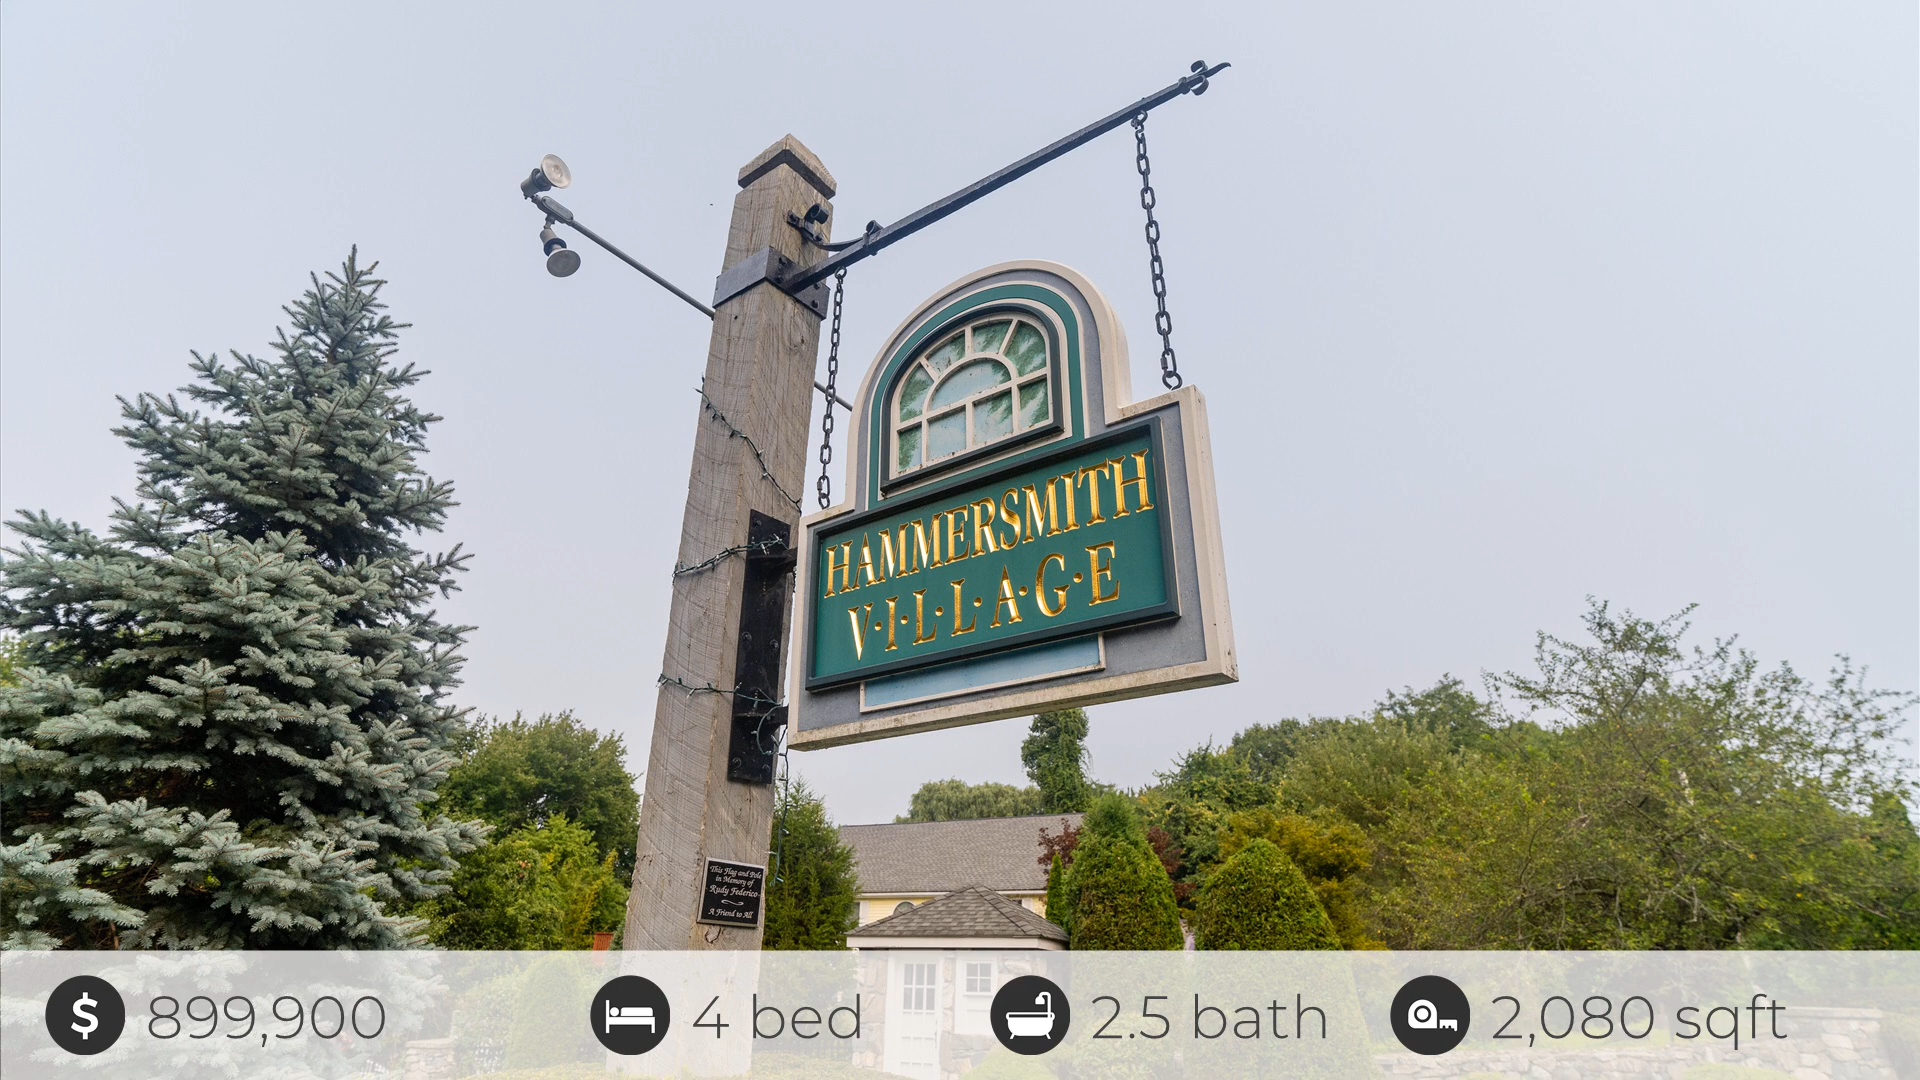 HAMMERSMITH
V·I·L·L·A·G·E
This Flag and Pole
in Memory of
Rudy Federico
A Friend to All
$ 899,900
4 bed
2.5 bath
2,080 sqft